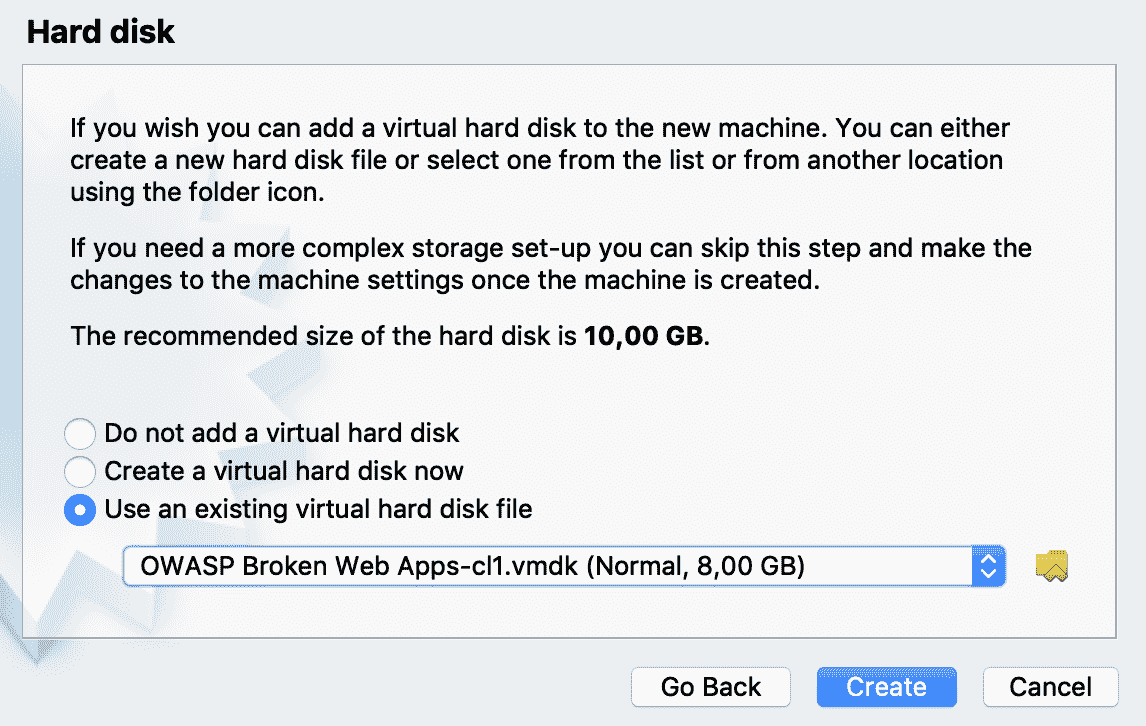 Hard disk
If you wish you can add a virtual hard disk to the new machine. You can either
create a new hard disk file or select one from the list or from another location
using the folder icon.
If you need a more complex storage set-up you can skip this step and make the
changes to the machine settings once the machine is created.
The recommended size of the hard disk is 10,00 GB.
Do not add a virtual hard disk
Create a virtual hard disk now
Use an existing virtual hard disk file
OWASP Broken Web Apps-cl1.vmdk (Normal, 8,00 GB)
Go Back
Create
Cancel